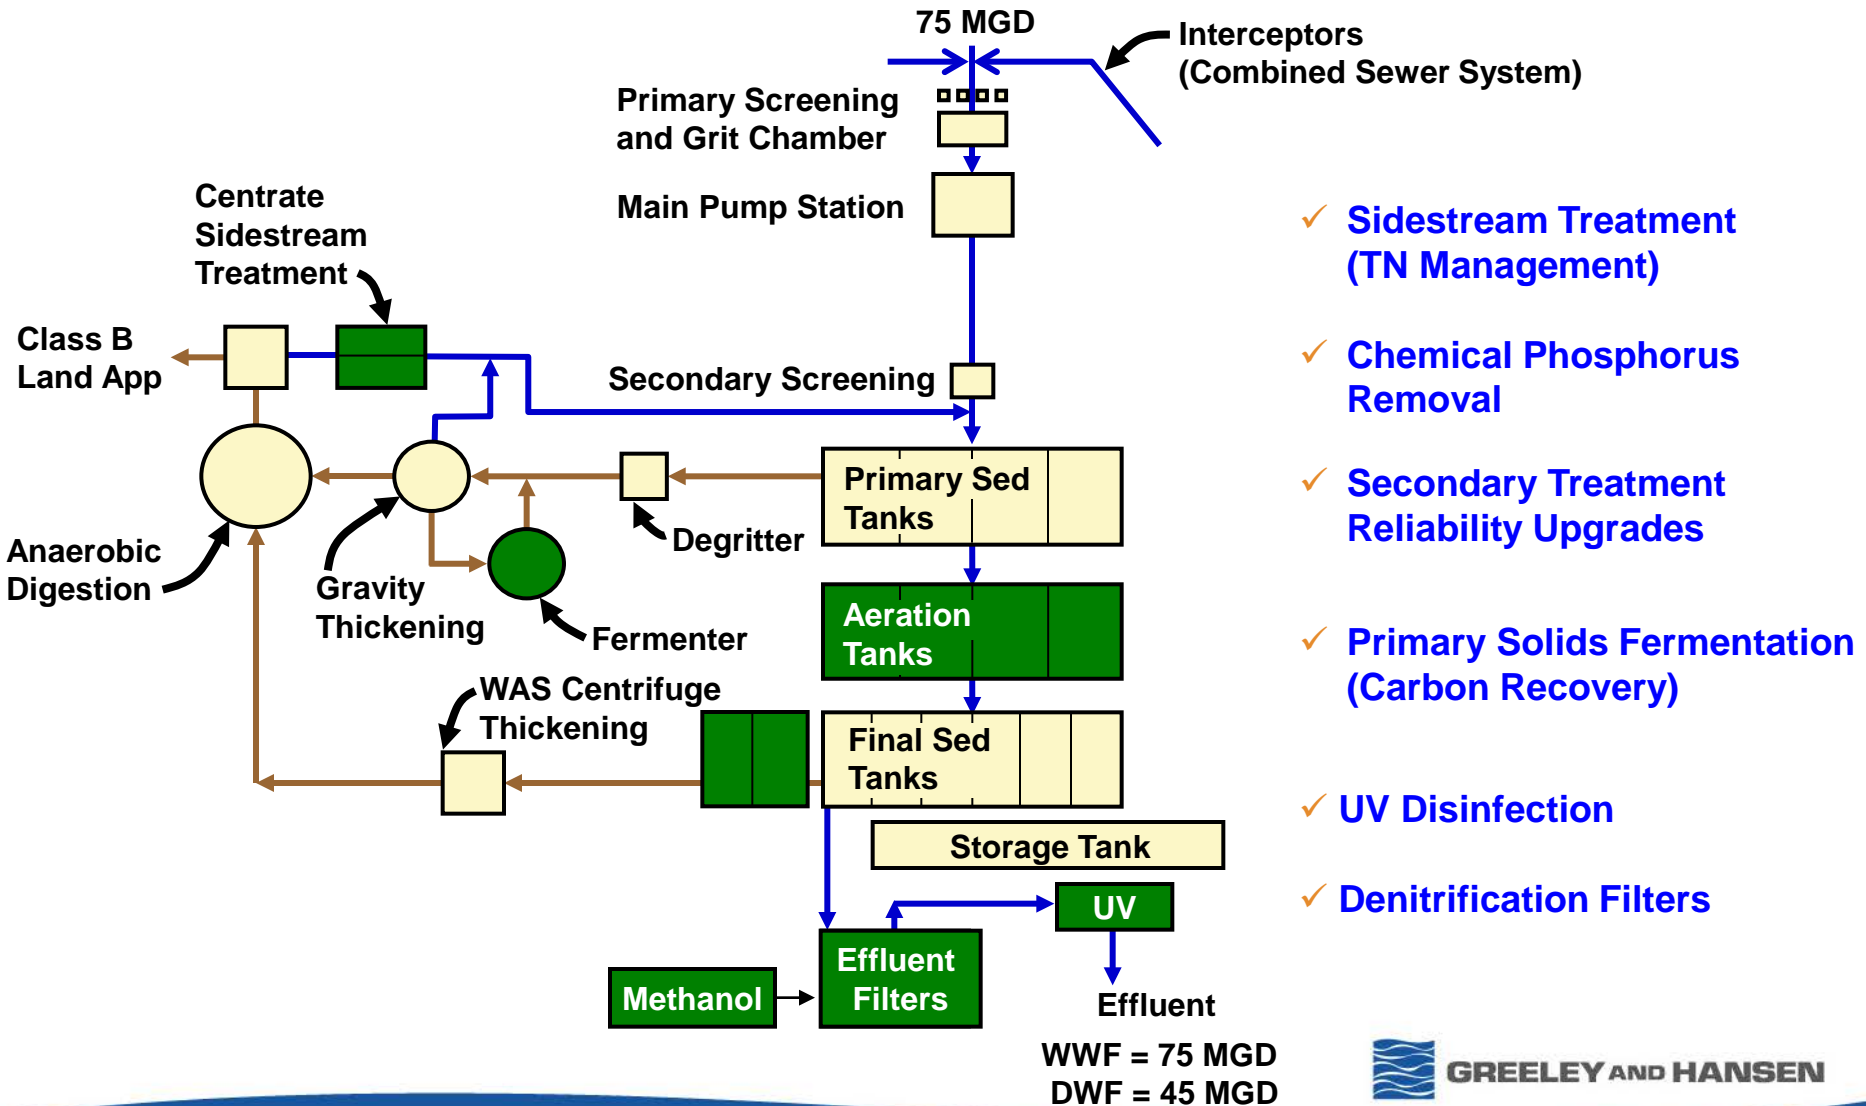 75 MGD
Interceptors
(Combined Sewer System)
Primary Screening
and Grit Chamber
Main Pump Station
Centrate
Sidestream
Treatment
Class B
Land App
Secondary Screening
Primary Sed
Tanks
Degritter
Anaerobic
Digestion
Gravity
Thickening
Fermenter
Aeration
Tanks
WAS Centrifuge
Thickening
Final Sed
Tanks
Storage Tank
UV
Effluent
Filters
Methanol
Effluent
WWF = 75 MGD
DWF = 45 MGD
✓ Sidestream Treatment
(TN Management)
✓ Chemical Phosphorus
Removal
✓ Secondary Treatment
Reliability Upgrades
✓ Primary Solids Fermentation
(Carbon Recovery)
✓ UV Disinfection
✓ Denitrification Filters
GREELEY AND HANSEN